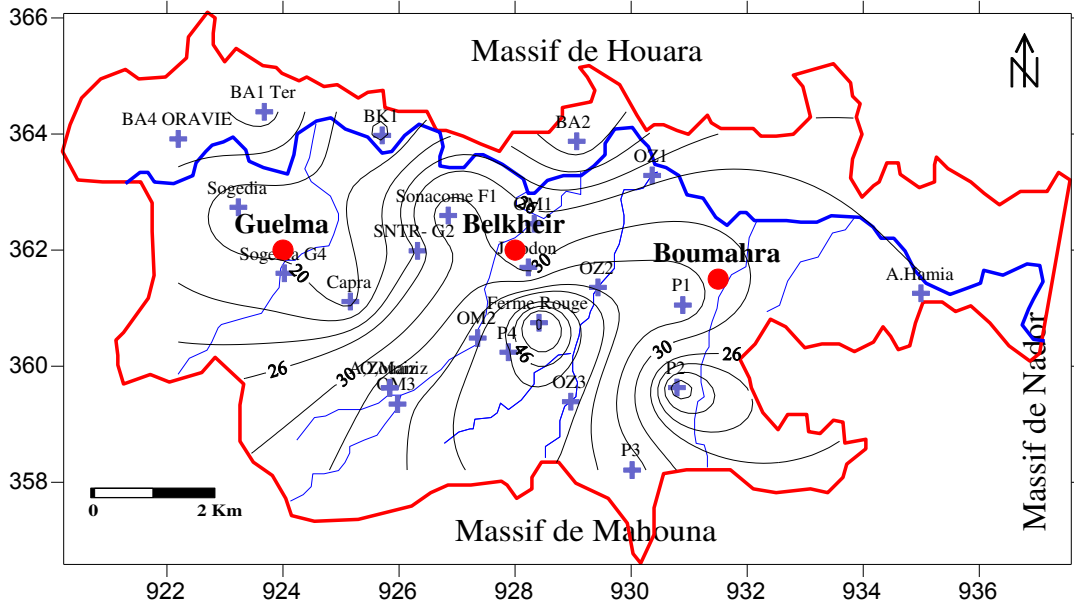 366
Massif de Houara
N
BA1 Ter
BA4 ORAVIE
BK1
BA2
364
OZ1
Sogedia
Sonacome F1
26
OM1
Guelma
Belkheir
SNTR- G2
362
Boumahra
Sogedia G4
20
30
Capra
OZ2
P1
A.Hamia
Ferme Rouge
0
OM2
P4
46
30
26
360
26
30
P2
OZ3
OM3
P3
358
0
2 Km
Massif de Mahouna
Massif de Nador
922
924
926
928
930
932
934
936